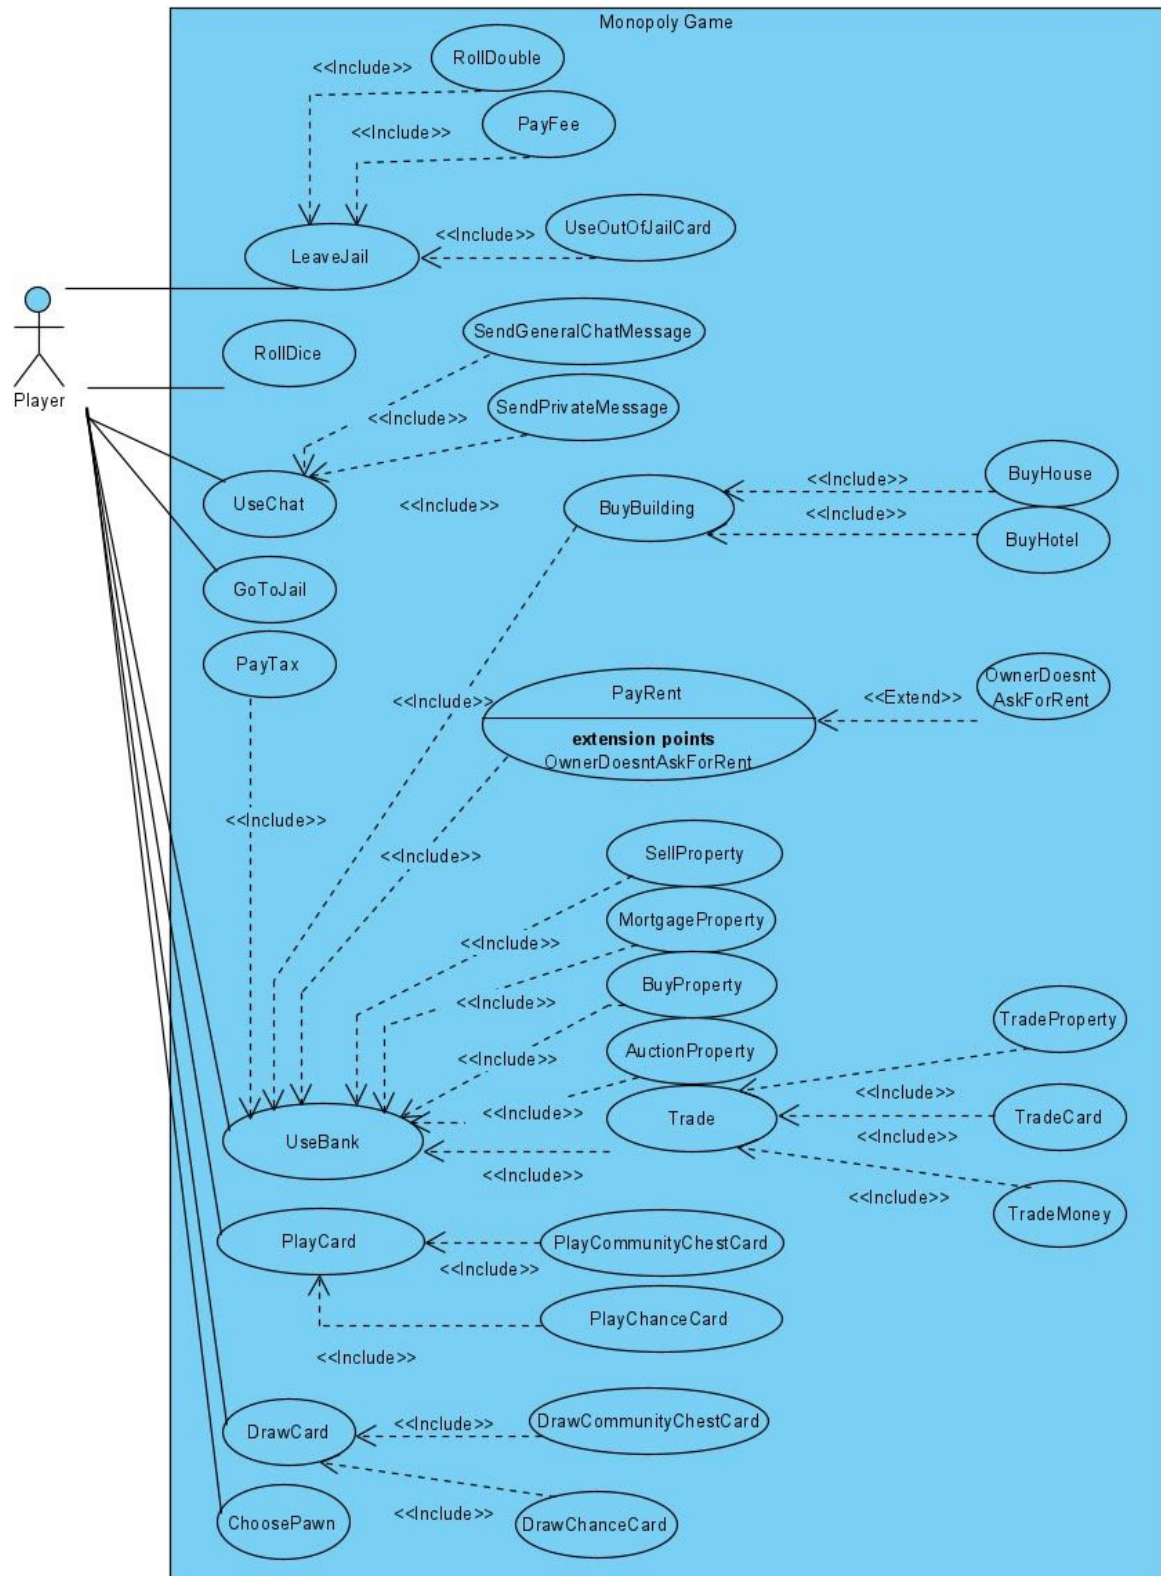 Monopoly Game
RollDouble
<<Include>>
PayFee
<<Include>>
UseOutOfJailCard
<<Include>>
LeaveJail
SendGeneralChatMessage
RollDice
Player
SendPrivateMessage
<<Include>>
BuyHouse
<<Include>>
UseChat
<<Include>>
BuyBuilding
<<Include>>
BuyHotel
GoToJail
PayTax
OwnerDoesnt
AskForRent
PayRent
<<Include>>
<<Extend>>
extension points
OwnerDoesntAskForRent
<<Include>>
<<Include>>
SellProperty
MortgageProperty
<<Include>>
BuyProperty
<<Include>>
TradeProperty
AuctionProperty
<<Include>>
<<Include>>
<<Include>>
Trade
TradeCard
<<Include>>
UseBank
<<Include>>
<<Include>>
TradeMoney
PlayCard
PlayCommunityChestCard
<<Include>>
PlayChanceCard
<<Include>>
DrawCommunityChestCard
<<Include>>
DrawCard
<<Include>>
ChoosePawn
DrawChanceCard